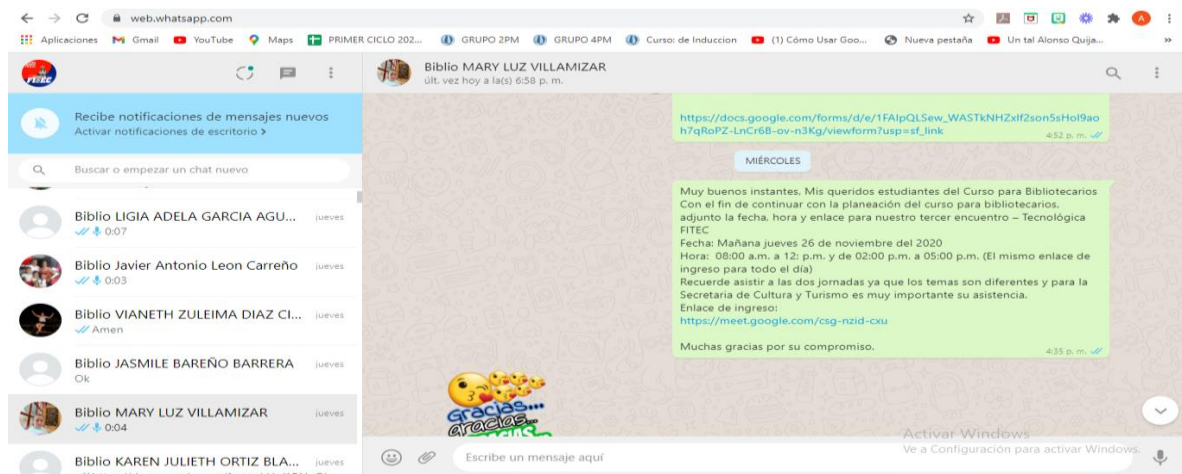 web.whatsapp.com
Aplicaciones Gmail YouTube Maps PRIMER CICLO 202... GRUPO 2PM GRUPO 4PM Curso: de Induccion (1) Cómo Usar Goo... Nueva pestaña Un tal Alonso Quija... »
A
FITEC
Recibe notificaciones de mensajes nuevos
Activar notificaciones de escritorio >
Buscar o empezar un chat nuevo
Biblio LIGIA ADELA GARCIA AGU... jueves
0:07
Biblio Javier Antonio Leon Carreño jueves
0:03
Biblio VIANETH ZULEIMA DIAZ CI... jueves
Amen
Biblio JASMILE BAREÑO BARRERA jueves
Ok
Biblio MARY LUZ VILLAMIZAR jueves
0:04
Biblio KAREN JULIETH ORTIZ BLA... jueves
Biblio MARY LUZ VILLAMIZAR
últ. vez hoy a la(s) 6:58 p. m.
https://docs.google.com/forms/d/e/1FAIpQLSew_WASTkNHZxIf2son5sHoI9ao
h7qRoPZ-LnCr6B-ov-n3Kg/viewform?usp=sf_link
4:52 p. m.
MIÉRCOLES
Muy buenos instantes, Mis queridos estudiantes del Curso para Bibliotecarios
Con el fin de continuar con la planeación del curso para bibliotecarios,
adjunto la fecha, hora y enlace para nuestro tercer encuentro – Tecnológica
FITEC
Fecha: Mañana jueves 26 de noviembre del 2020
Hora: 08:00 a.m. a 12: p.m. y de 02:00 p.m. a 05:00 p.m. (El mismo enlace de
ingreso para todo el día)
Recuerde asistir a las dos jornadas ya que los temas son diferentes y para la
Secretaria de Cultura y Turismo es muy importante su asistencia.
Enlace de ingreso:
https://meet.google.com/csg-nzid-cxu
Muchas gracias por su compromiso.
4:35 p. m.
Gracias...
gracias...
GRACIAS
Activar Windows
Ve a Configuración para activar Windows.
Escribe un mensaje aquí